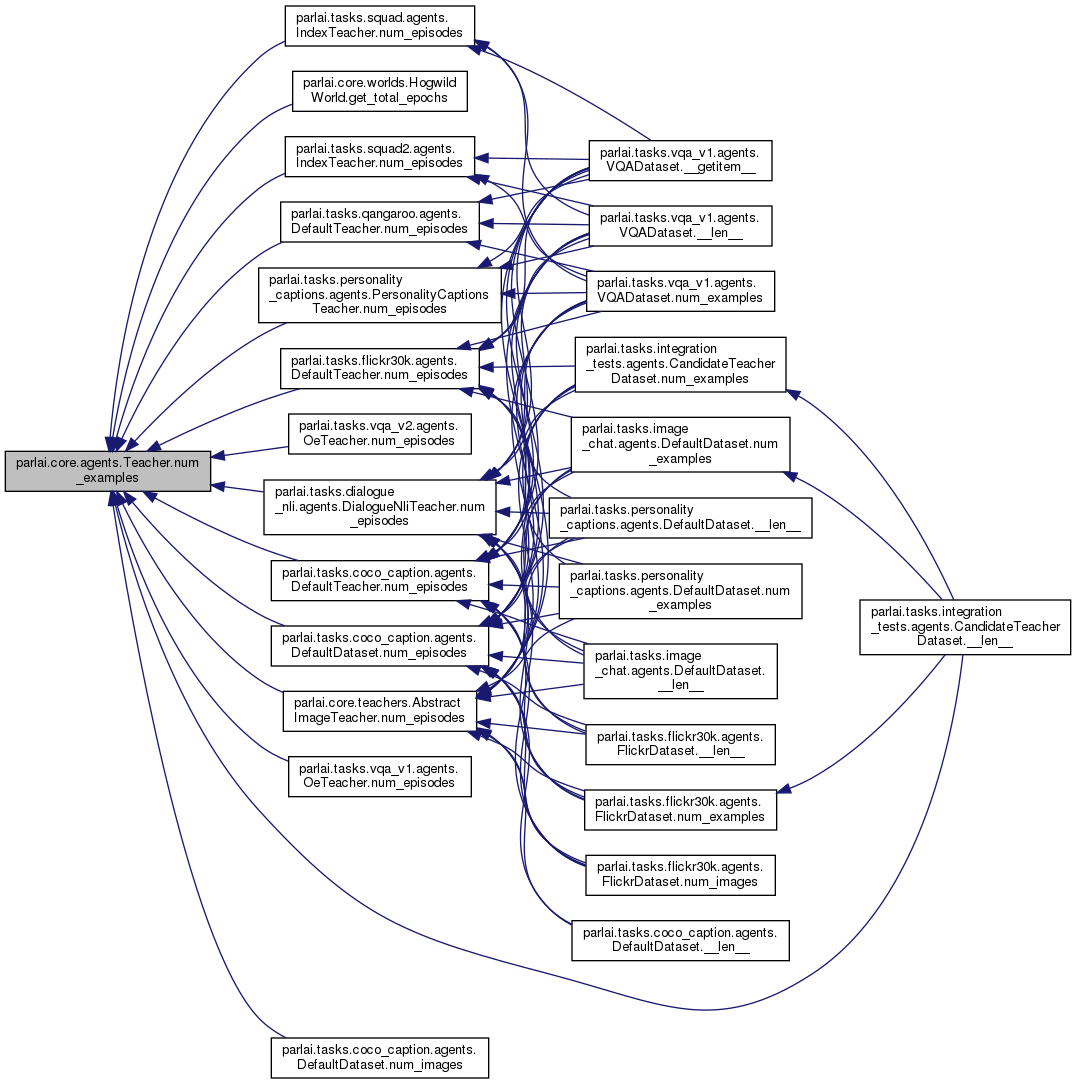 parlai.tasks.squad.agents.
IndexTeacher.num_episodes
parlai.core.worlds.Hogwild
World.get_total_epochs
parlai.tasks.squad2.agents.
IndexTeacher.num_episodes
parlai.tasks.qangaroo.agents.
DefaultTeacher.num_episodes
parlai.tasks.personality
_captions.agents.PersonalityCaptions
Teacher.num_episodes
parlai.tasks.flickr30k.agents.
DefaultTeacher.num_episodes
parlai.tasks.vqa_v2.agents.
OeTeacher.num_episodes
parlai.core.agents.Teacher.num
_examples
parlai.tasks.dialogue
_nli.agents.DialogueNliTeacher.num
_episodes
parlai.tasks.coco_caption.agents.
DefaultTeacher.num_episodes
parlai.tasks.coco_caption.agents.
DefaultDataset.num_episodes
parlai.core.teachers.Abstract
ImageTeacher.num_episodes
parlai.tasks.vqa_v1.agents.
OeTeacher.num_episodes
parlai.tasks.coco_caption.agents.
DefaultDataset.num_images
parlai.tasks.vqa_v1.agents.
VQADataset.__getitem__
parlai.tasks.vqa_v1.agents.
VQADataset.__len__
parlai.tasks.vqa_v1.agents.
VQADataset.num_examples
parlai.tasks.integration
_tests.agents.CandidateTeacher
Dataset.num_examples
parlai.tasks.image
_chat.agents.DefaultDataset.num
_examples
parlai.tasks.personality
_captions.agents.DefaultDataset.__len__
parlai.tasks.personality
_captions.agents.DefaultDataset.num
_examples
parlai.tasks.image
_chat.agents.DefaultDataset.
__len__
parlai.tasks.flickr30k.agents.
FlickrDataset.__len__
parlai.tasks.flickr30k.agents.
FlickrDataset.num_examples
parlai.tasks.flickr30k.agents.
FlickrDataset.num_images
parlai.tasks.coco_caption.agents.
DefaultDataset.__len__
parlai.tasks.integration
_tests.agents.CandidateTeacher
Dataset.__len__